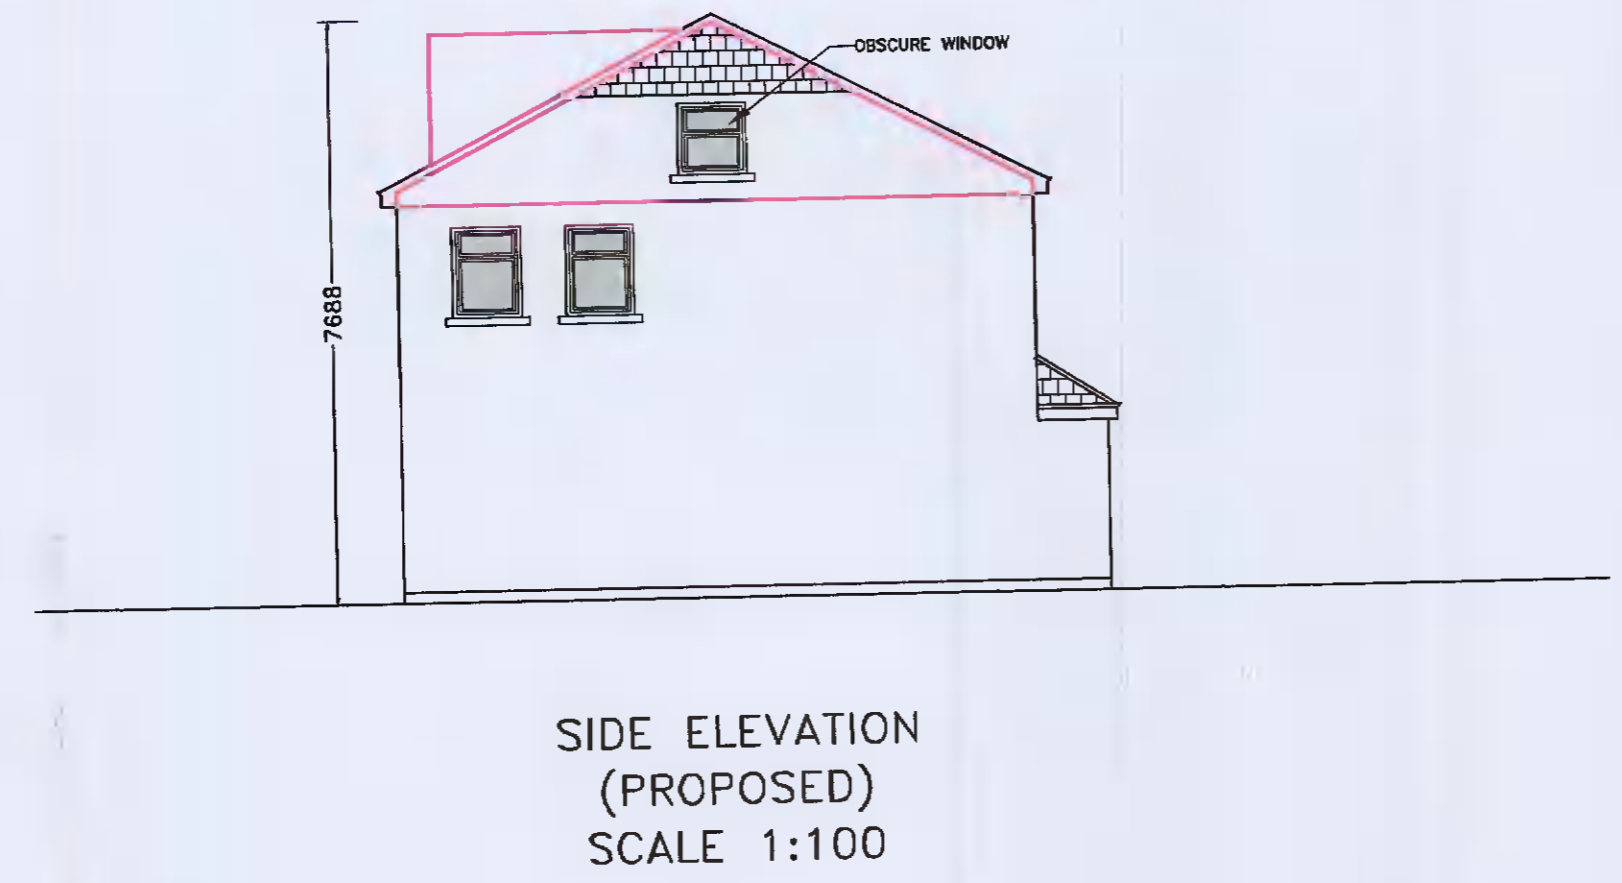 OBSCURE WINDOW
7688
SIDE ELEVATION
(PROPOSED)
SCALE 1:100